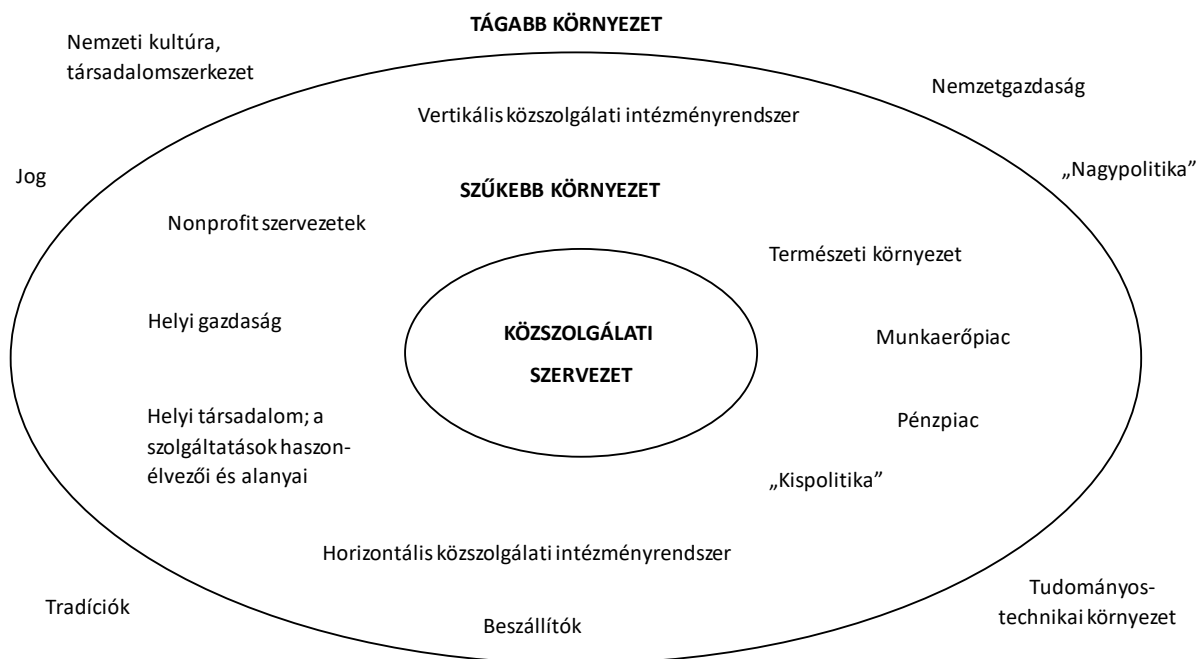 TÁGABB KÖRNYEZET
Nemzeti kultúra,
társadalomszerkezet
Nemzetgazdaság
Vertikális közszolgálati intézményrendszer
Jog
„Nagypolitika”
SZŰKEBB KÖRNYEZET
Nonprofit szervezetek
Természeti környezet
Helyi gazdaság
KÖZSZOLGÁLATI
SZERVEZET
Munkaerőpiac
Helyi társadalom; a
szolgáltatások haszon-
élvezői és alanyai
Pénzpiac
„Kispolitika”
Horizontális közszolgálati intézményrendszer
Tradíciók
Beszállítók
Tudományos-
technikai környezet